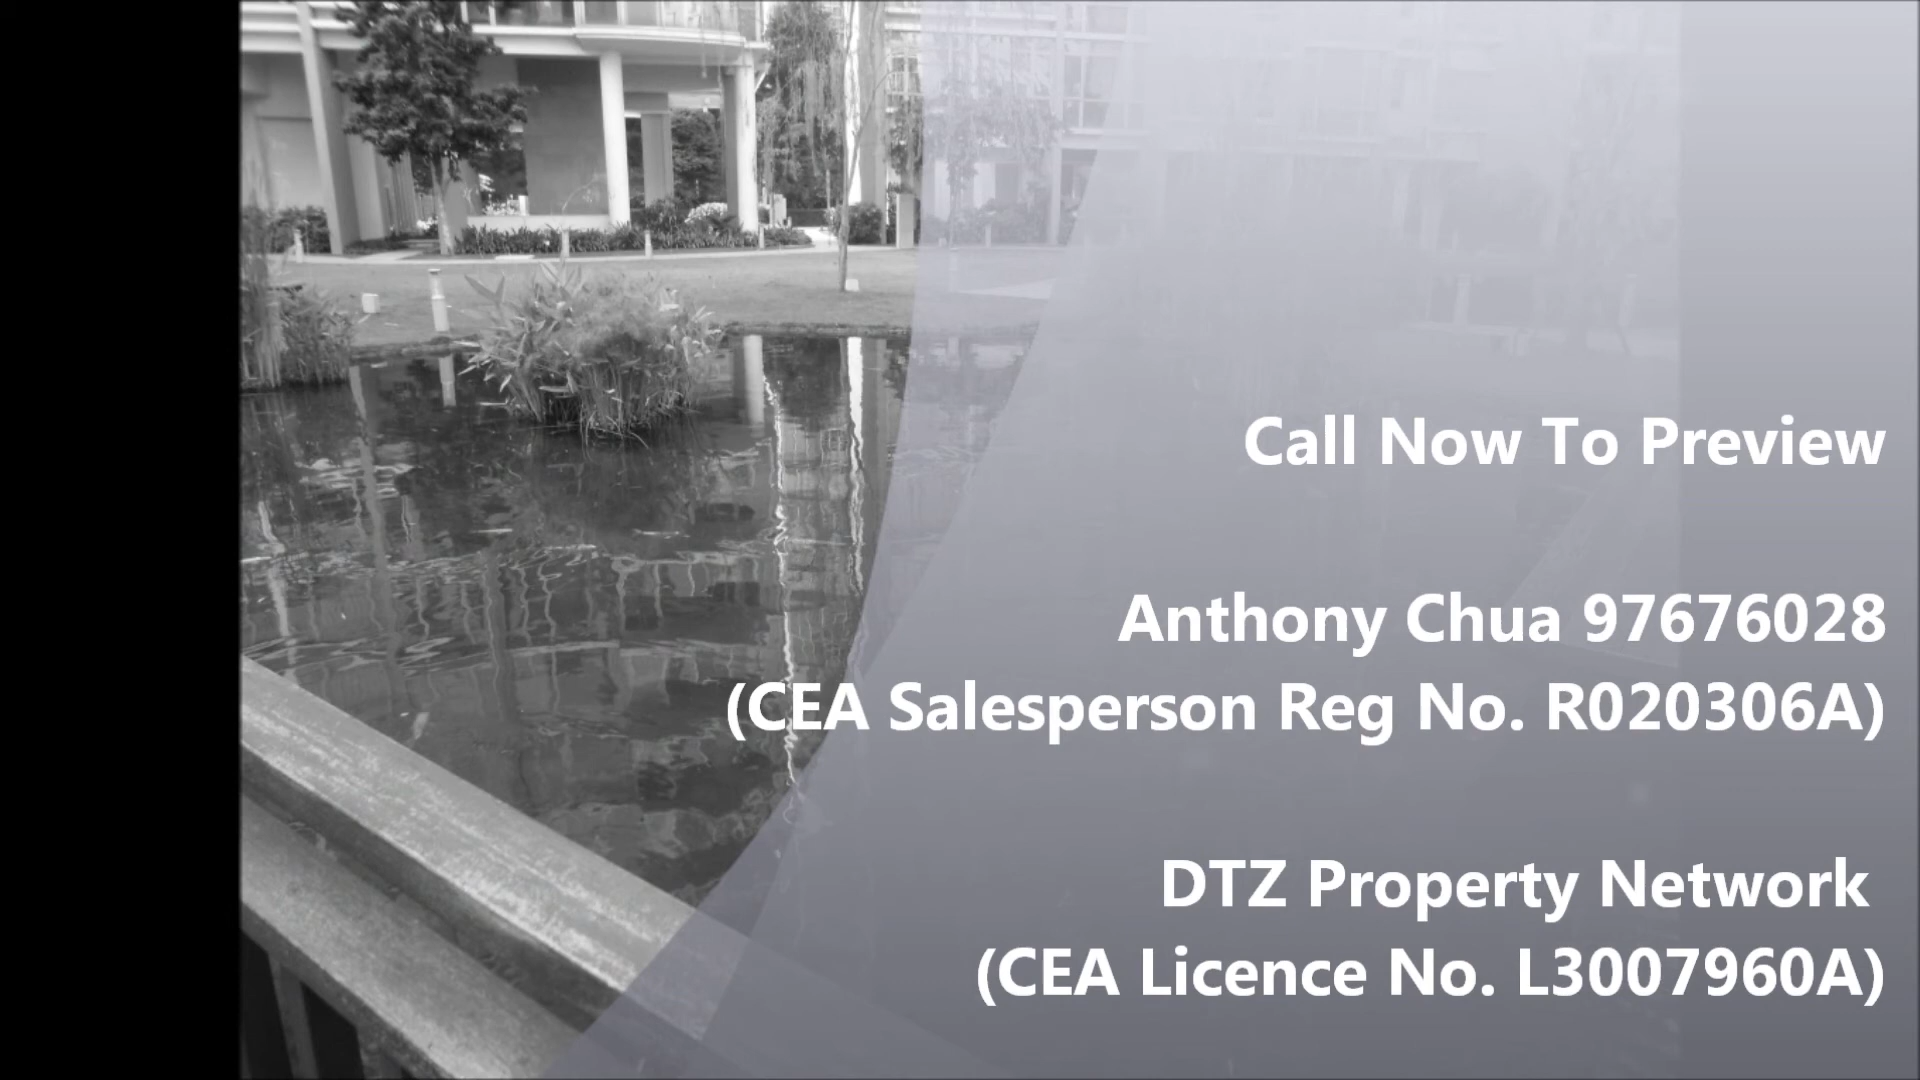 Call Now To Preview
Anthony Chua 97676028
(CEA Salesperson Reg No. R020306A)
DTZ Property Network
(CEA Licence No. L3007960A)